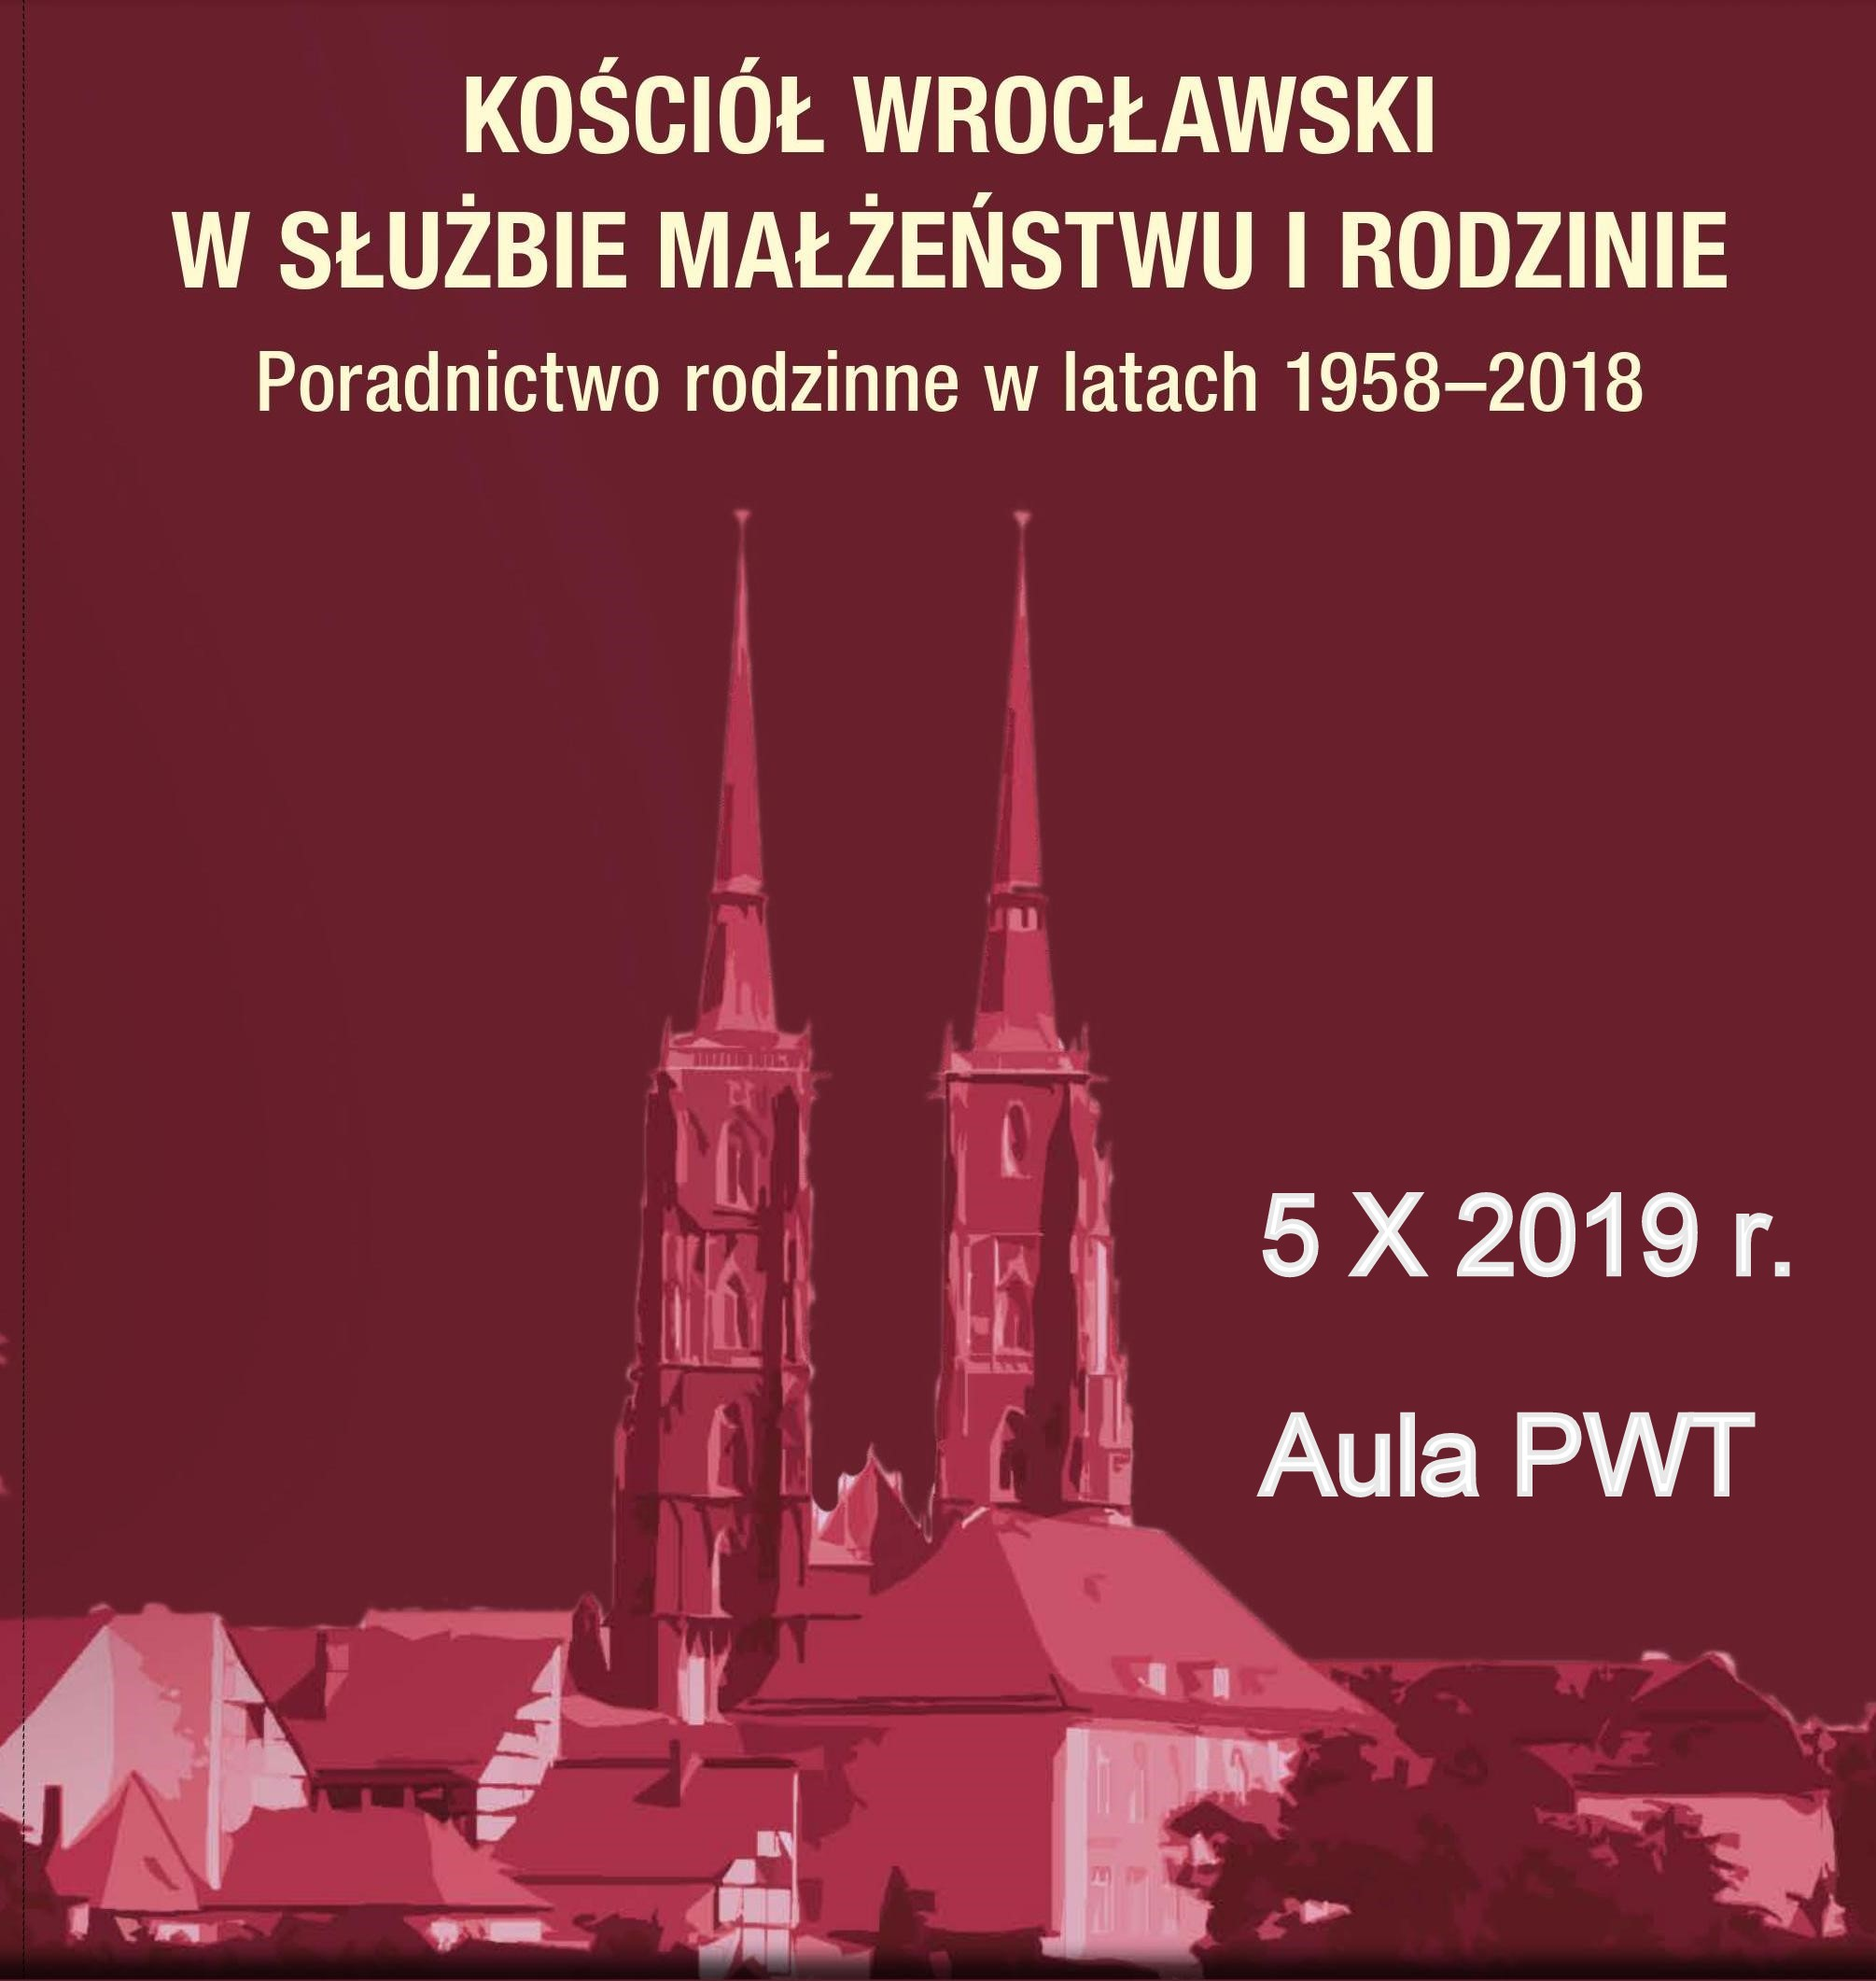 KOŚCIÓŁ WROCŁAWSKI
W SŁUŻBIE MAŁŻEŃSTWU I RODZINIE
Poradnictwo rodzinne w latach 1958–2018
5 X 2019 r.
Aula PWT